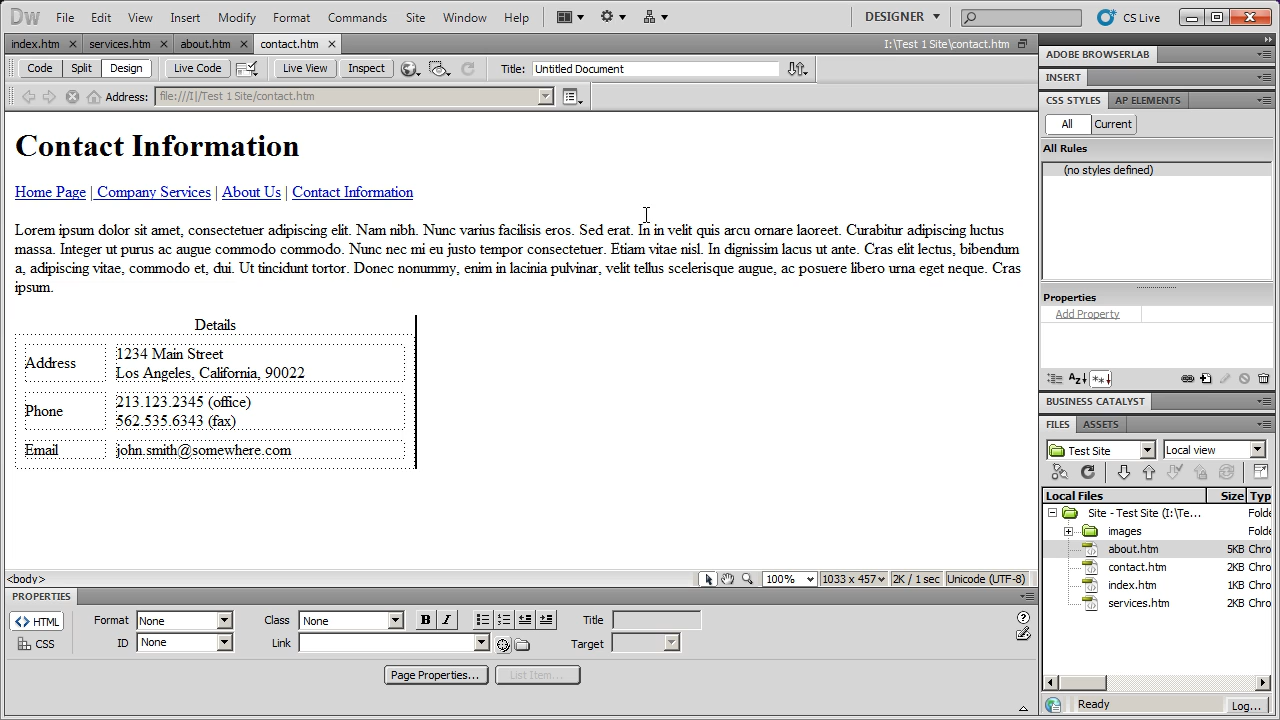 Dw File Edit View Insert Modify Format Commands Site Window Help DESIGNER CS Live
index.htm services.htm about.htm contact.htm I:\Test 1 Site\contact.htm
Code Split Design Live Code Live View Inspect Title: Untitled Document
Address: file:///I|/Test 1 Site/contact.htm
Contact Information
Home Page | Company Services | About Us | Contact Information
Lorem ipsum dolor sit amet, consectetuer adipiscing elit. Nam nibh. Nunc varius facilisis eros. Sed erat. In in velit quis arcu ornare laoreet. Curabitur adipiscing luctus
massa. Integer ut purus ac augue commodo commodo. Nunc nec mi eu justo tempor consectetuer. Etiam vitae nisl. In dignissim lacus ut ante. Cras elit lectus, bibendum
a, adipiscing vitae, commodo et, dui. Ut tincidunt tortor. Donec nonummy, enim in lacinia pulvinar, velit tellus scelerisque augue, ac posuere libero urna eget neque. Cras
ipsum.
Details
Address
1234 Main Street
Los Angeles, California, 90022
Phone
213.123.2345 (office)
562.535.6343 (fax)
Email john.smith@somewhere.com
<body> 100% 1033 x 457 2K / 1 sec Unicode (UTF-8)
PROPERTIES
<> HTML Format None Class None B I Title
CSS ID None Link Target
Page Properties... List Item...
ADOBE BROWSERLAB
INSERT
CSS STYLES AP ELEMENTS
All Current
All Rules
(no styles defined)
Properties
Add Property
BUSINESS CATALYST
FILES ASSETS
Test Site Local view
Local Files Size Typ
Site - Test Site (I:\Te... Folde
images Folde
about.htm 5KB Chro
contact.htm 2KB Chro
index.htm 1KB Chro
services.htm 2KB Chro
Ready Log...